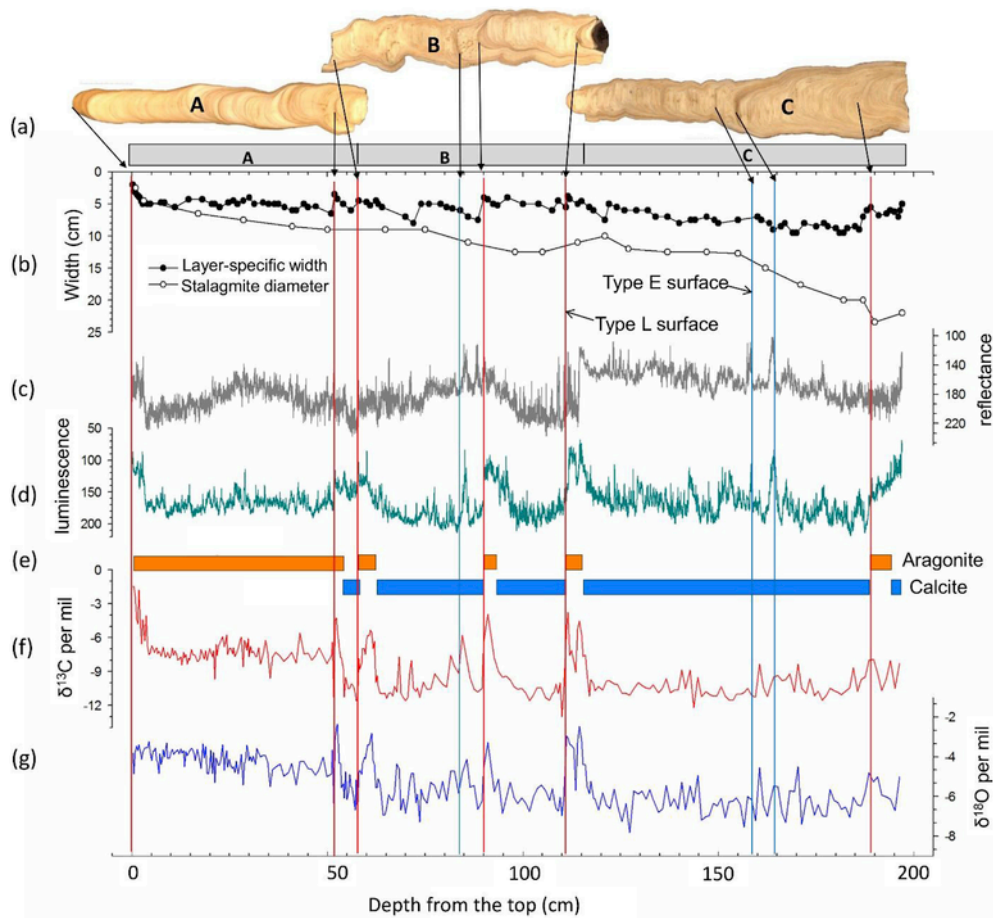 B
A
C
(a)
A
B
C
0
5
10
15
20
25
Width (cm)
(b)
Layer-specific width
Stalagmite diameter
Type E surface
Type L surface
(c)
100
140
180
220
reflectance
50
100
150
200
luminescence
(d)
(e)
Aragonite
Calcite
0
-3
-6
-9
-12
δ¹³C per mil
(f)
(g)
-2
-4
-6
-8
δ¹⁸O per mil
0
50
100
150
200
Depth from the top (cm)